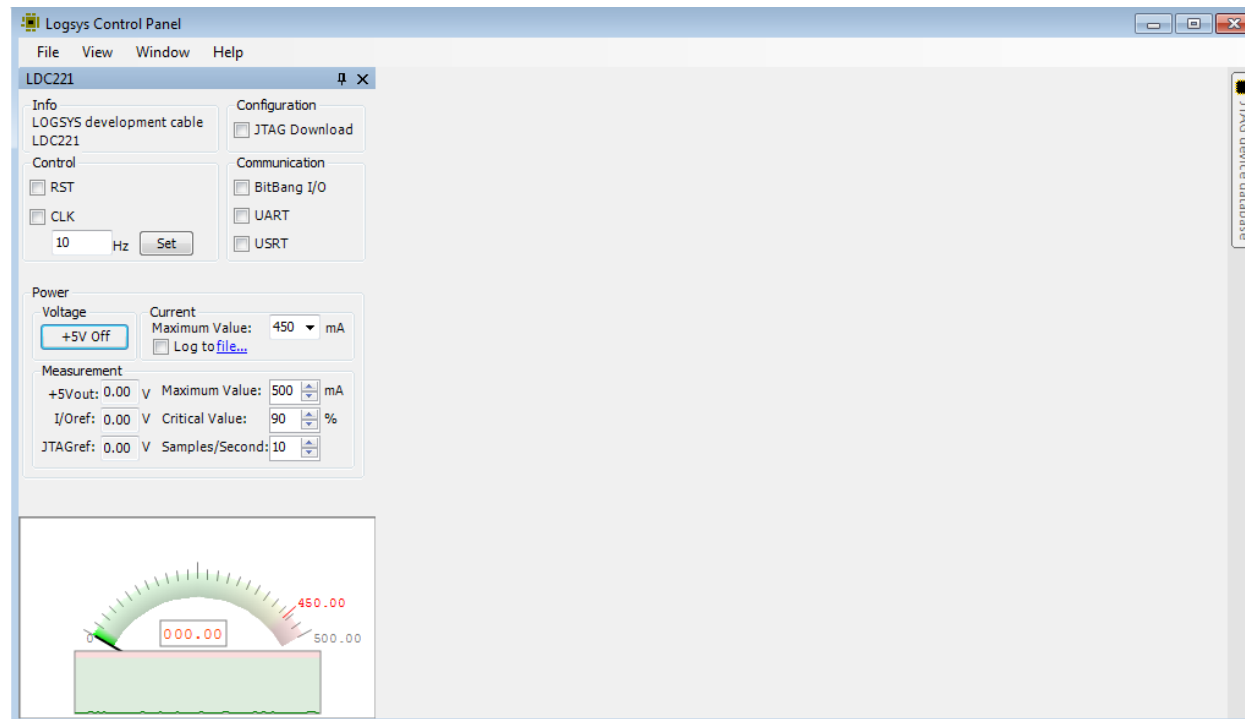 Logsys Control Panel
File View Window Help
LDC221
Info
LOGSYS development cable
LDC221
Configuration
JTAG Download
Control
RST
CLK
10 Hz Set
Communication
BitBang I/O
UART
USRT
Power
Voltage
+5V Off
Current
Maximum Value: 450 mA
Log to file...
Measurement
+5Vout: 0.00 V Maximum Value: 500 mA
I/Oref: 0.00 V Critical Value: 90 %
JTAGref: 0.00 V Samples/Second: 10
450.00
0 000.00 500.00
JTAG device database